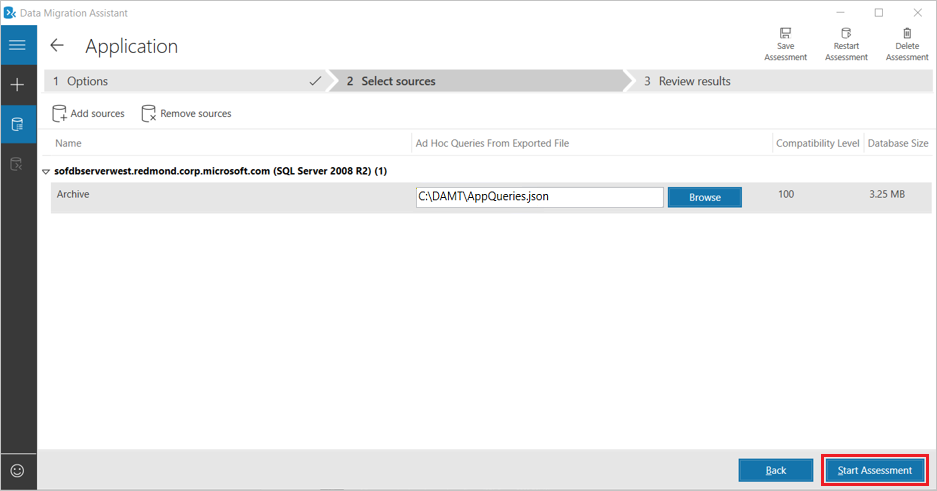 Data Migration Assistant
Application
Save Assessment
Restart Assessment
Delete Assessment
1 Options
2 Select sources
3 Review results
Add sources
Remove sources
Name
Ad Hoc Queries From Exported File
Compatibility Level
Database Size
sofdbserverwest.redmond.corp.microsoft.com (SQL Server 2008 R2) (1)
Archive
C:\DAMT\AppQueries.json
Browse
100
3.25 MB
Back
Start Assessment